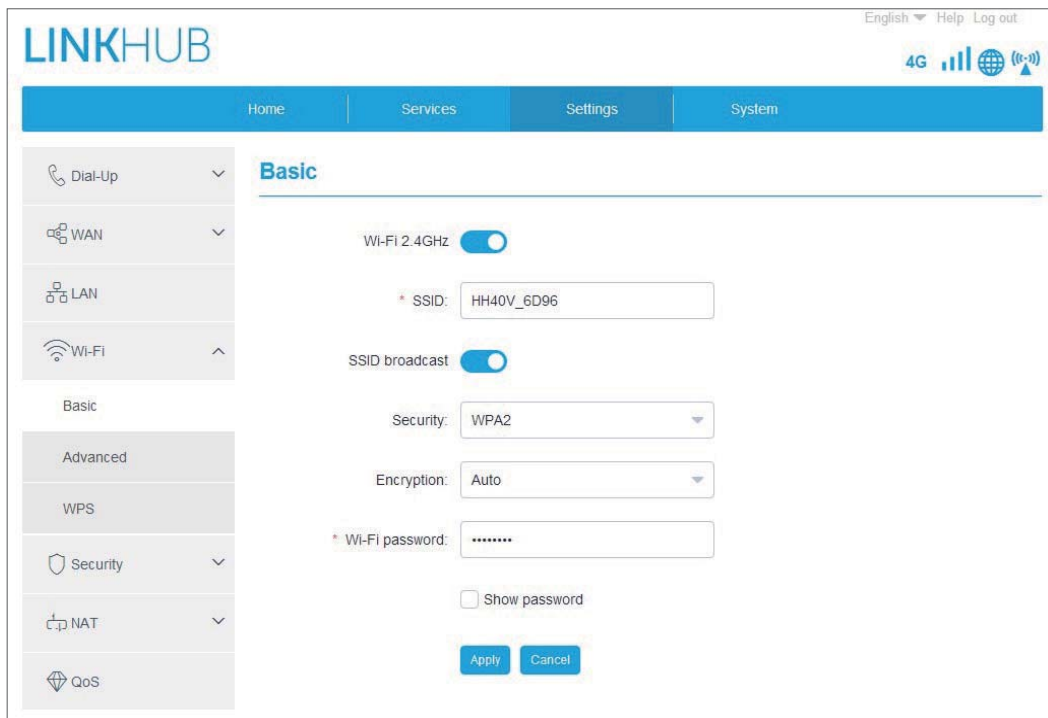 English Help Log out
LINKHUB
4G
Home Services Settings System
Dial-Up
WAN
LAN
Wi-Fi
Basic
Advanced
WPS
Security
NAT
QoS
Basic
Wi-Fi 2.4GHz
* SSID: HH40V_6D96
SSID broadcast
Security: WPA2
Encryption: Auto
* Wi-Fi password: ••••••••
Show password
Apply Cancel